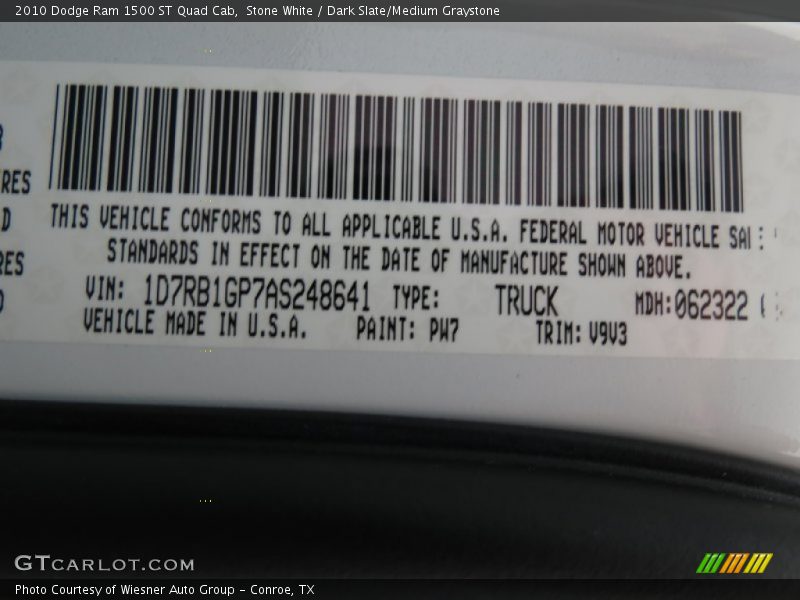 2010 Dodge Ram 1500 ST Quad Cab, Stone White / Dark Slate/Medium Graystone
RES
D
RES
THIS VEHICLE CONFORMS TO ALL APPLICABLE U.S.A. FEDERAL MOTOR VEHICLE SA
STANDARDS IN EFFECT ON THE DATE OF MANUFACTURE SHOWN ABOVE.
VIN: 1D7RB1GP7AS248641 TYPE: TRUCK MDH:062322
VEHICLE MADE IN U.S.A. PAINT: PW7 TRIM: V9V3
GTCARLOT.COM
Photo Courtesy of Wiesner Auto Group - Conroe, TX